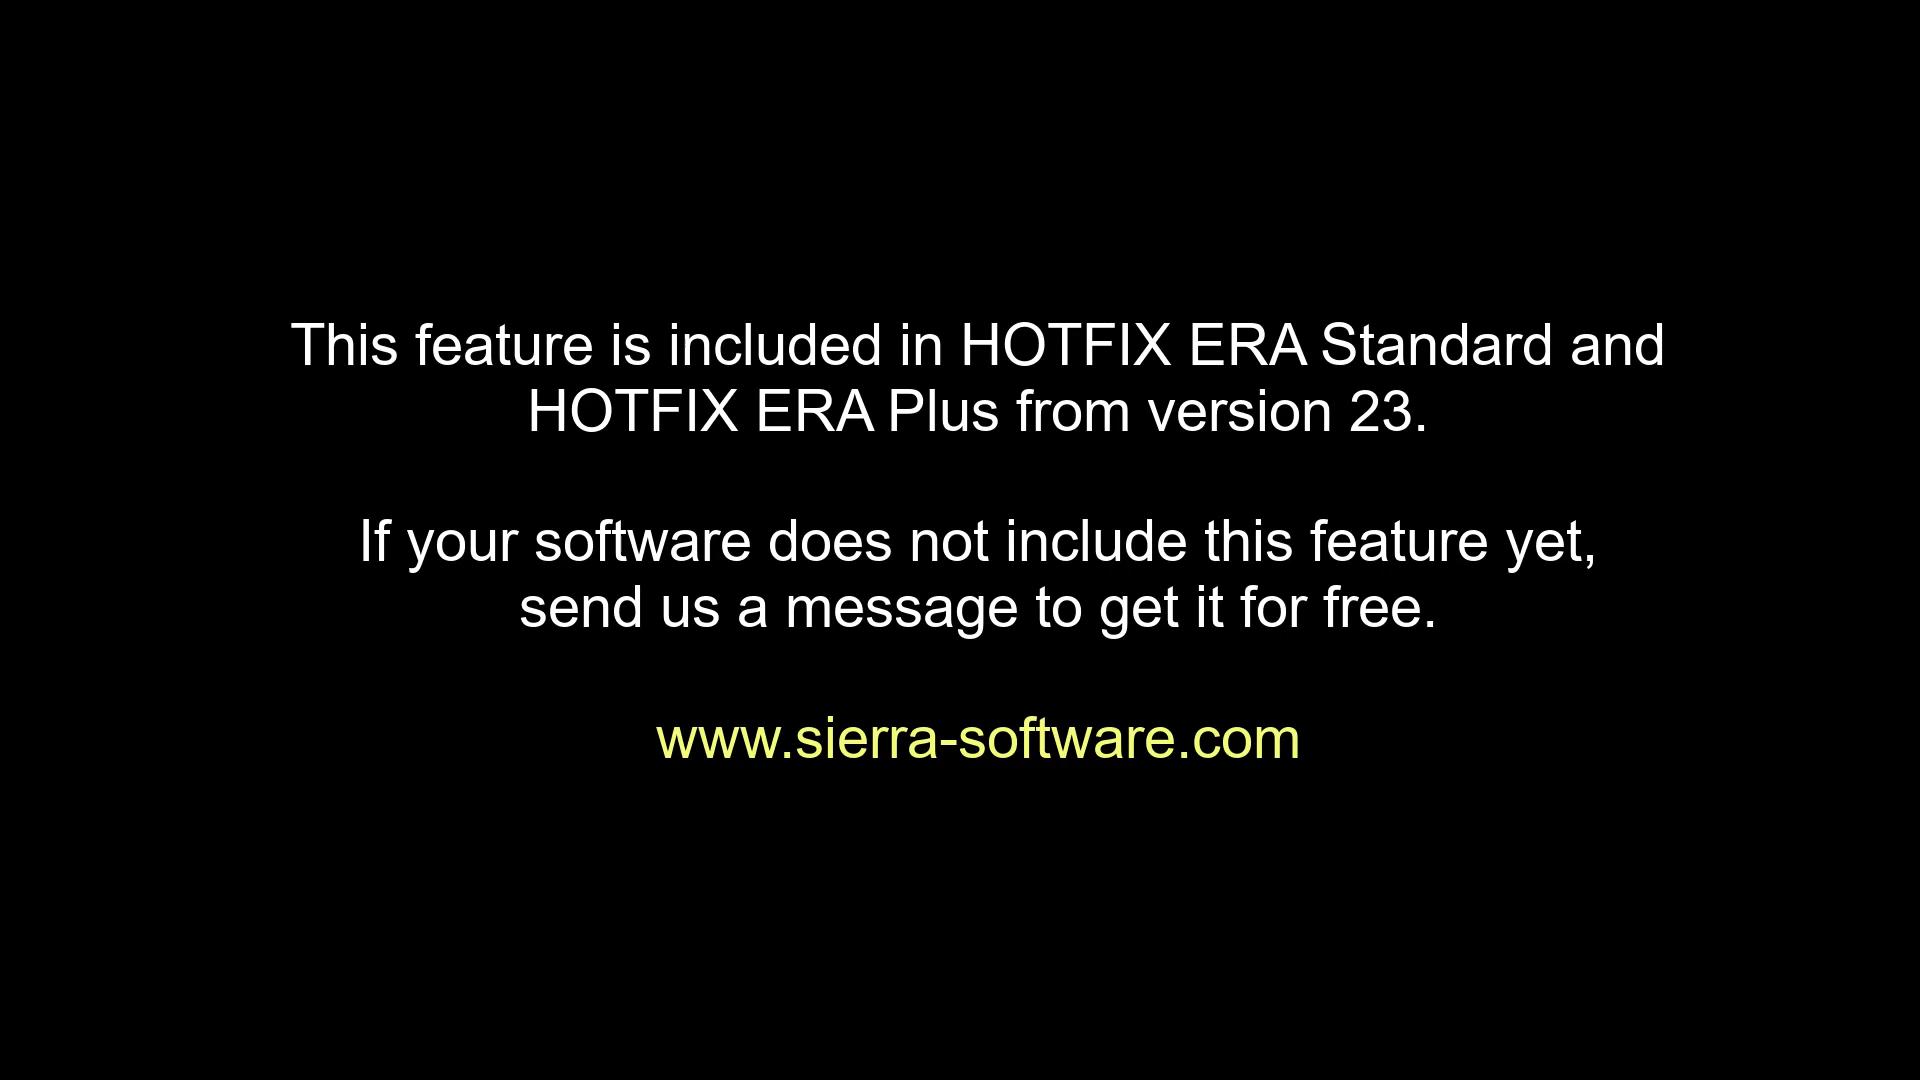 This feature is included in HOTFIX ERA Standard and
HOTFIX ERA Plus from version 23.
If your software does not include this feature yet,
send us a message to get it for free.
www.sierra-software.com